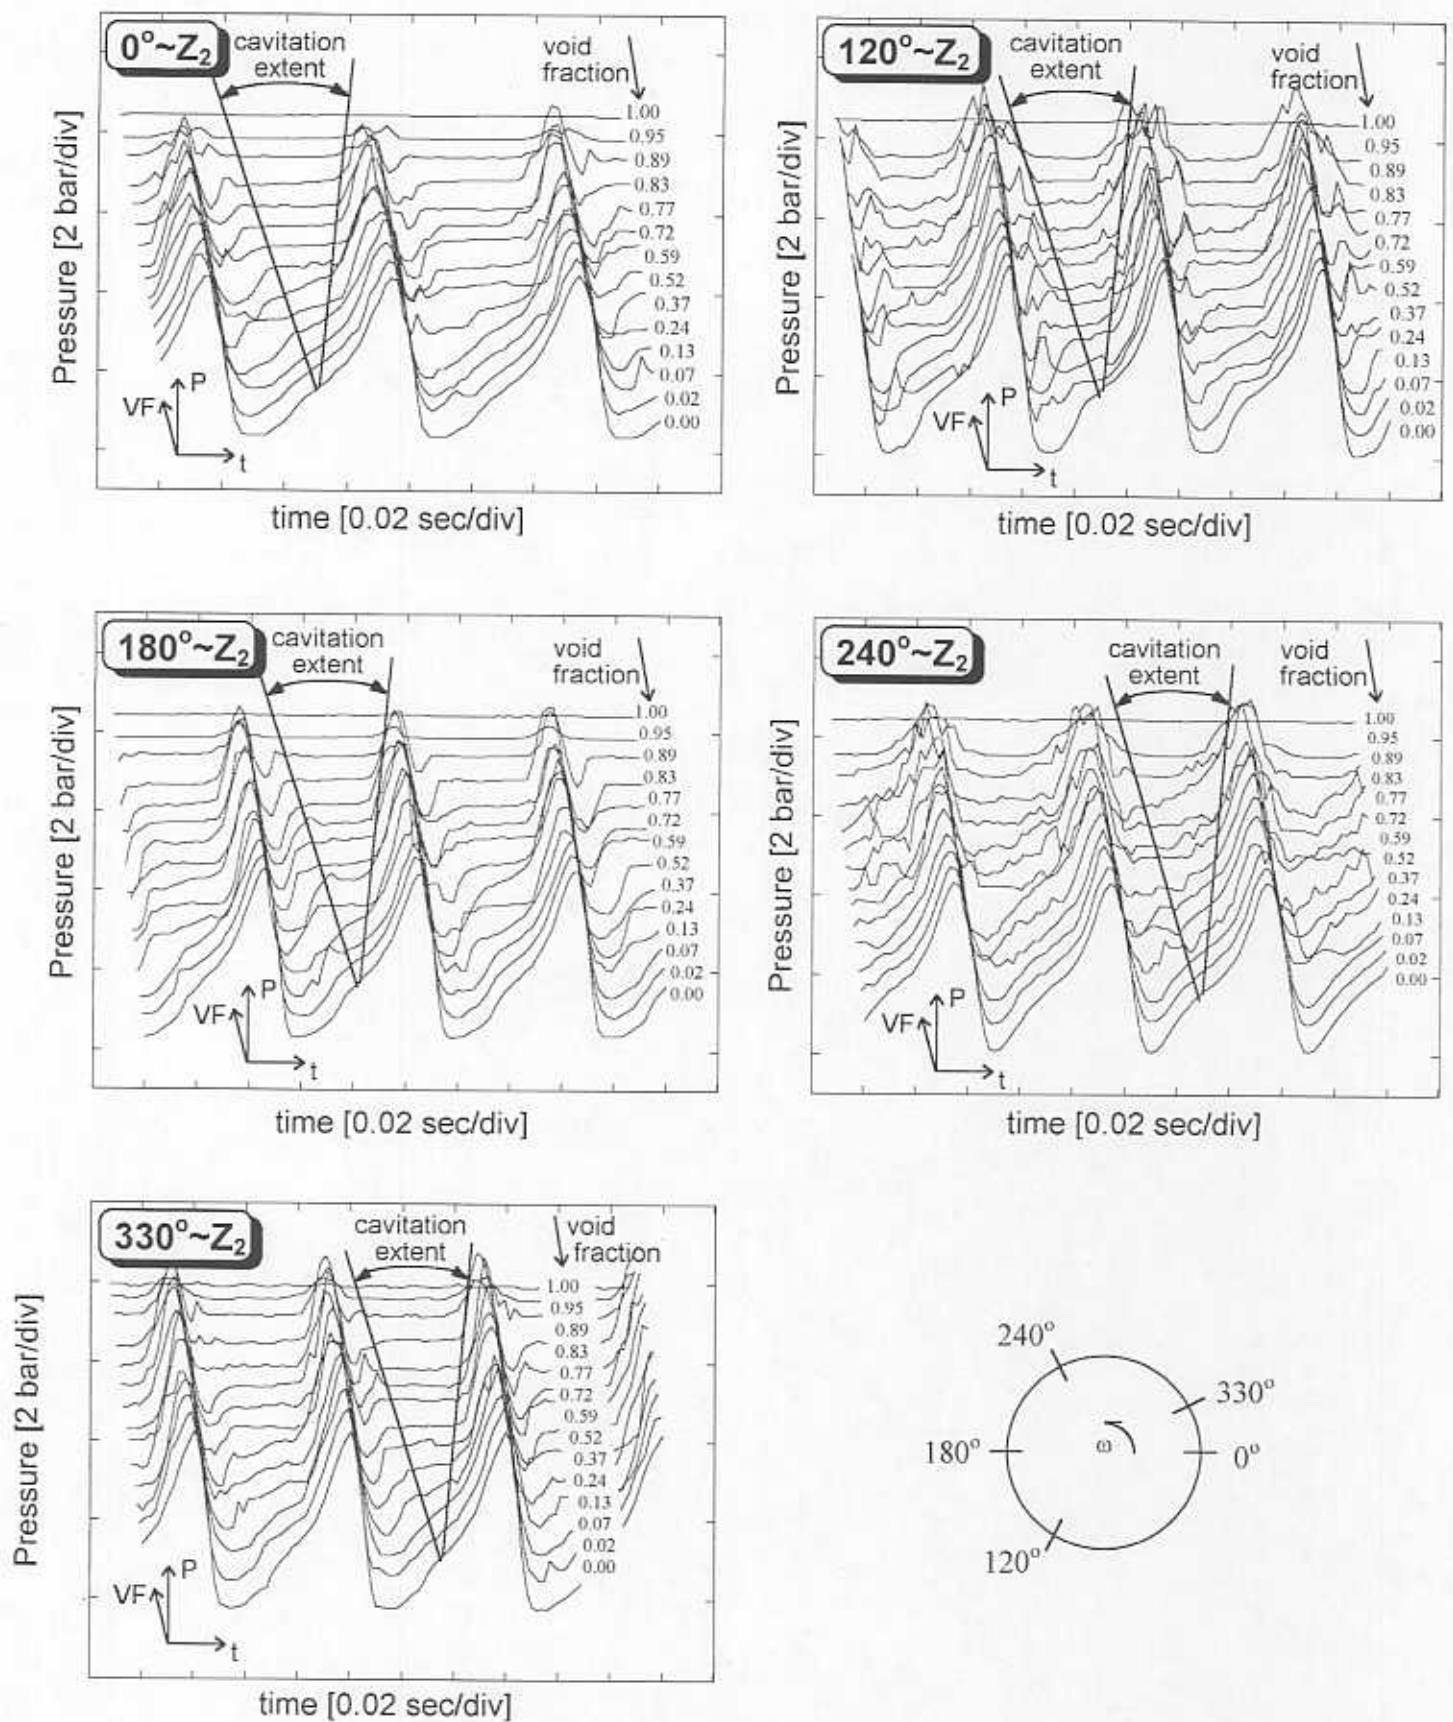 0°~Z2
cavitation
extent
void
fraction
1.00
0.95
0.89
0.83
0.77
0.72
0.59
0.52
0.37
0.24
0.13
0.07
0.02
0.00
P
VF
t
Pressure [2 bar/div]
time [0.02 sec/div]
120°~Z2
cavitation
extent
void
fraction
1.00
0.95
0.89
0.83
0.77
0.72
0.59
0.52
0.37
0.24
0.13
0.07
0.02
0.00
P
VF
t
Pressure [2 bar/div]
time [0.02 sec/div]
180°~Z2
cavitation
extent
void
fraction
1.00
0.95
0.89
0.83
0.77
0.72
0.59
0.52
0.37
0.24
0.13
0.07
0.02
0.00
P
VF
t
Pressure [2 bar/div]
time [0.02 sec/div]
240°~Z2
cavitation
extent
void
fraction
1.00
0.95
0.89
0.83
0.77
0.72
0.59
0.52
0.37
0.24
0.13
0.07
0.02
0.00
P
VF
t
Pressure [2 bar/div]
time [0.02 sec/div]
330°~Z2
cavitation
extent
void
fraction
1.00
0.95
0.89
0.83
0.77
0.72
0.59
0.52
0.37
0.24
0.13
0.07
0.02
0.00
P
VF
t
Pressure [2 bar/div]
time [0.02 sec/div]
240°
330°
180°
ω
0°
120°